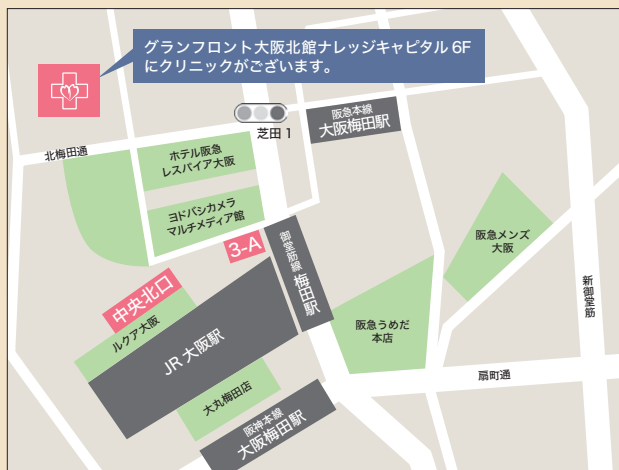 グランフロント大阪北館ナレッジキャピタル 6F
にクリニックがございます。
芝田 1
阪急本線
大阪梅田駅
北梅田通
ホテル阪急
レスパイア大阪
ヨドバシカメラ
マルチメディア館
3-A
御堂筋線
梅田駅
阪急メンズ
大阪
新御堂筋
中央北口
ルクア大阪
JR 大阪駅
阪急うめだ
本店
扇町通
大丸梅田店
阪神本線
大阪梅田駅